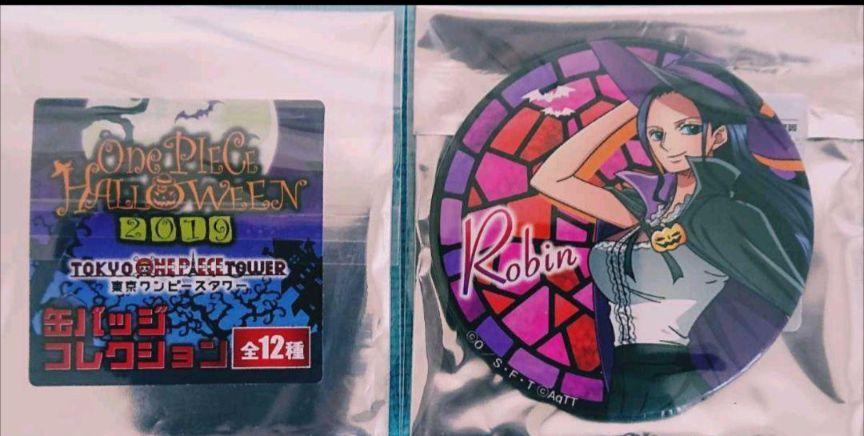 ONE PIECE
HALLOWEEN
2019
TOKYO ONE PIECE TOWER
東京ワンピースタワー
缶バッジ
コレクション 全12種
Robin
©O/S・F・T ©AqTT